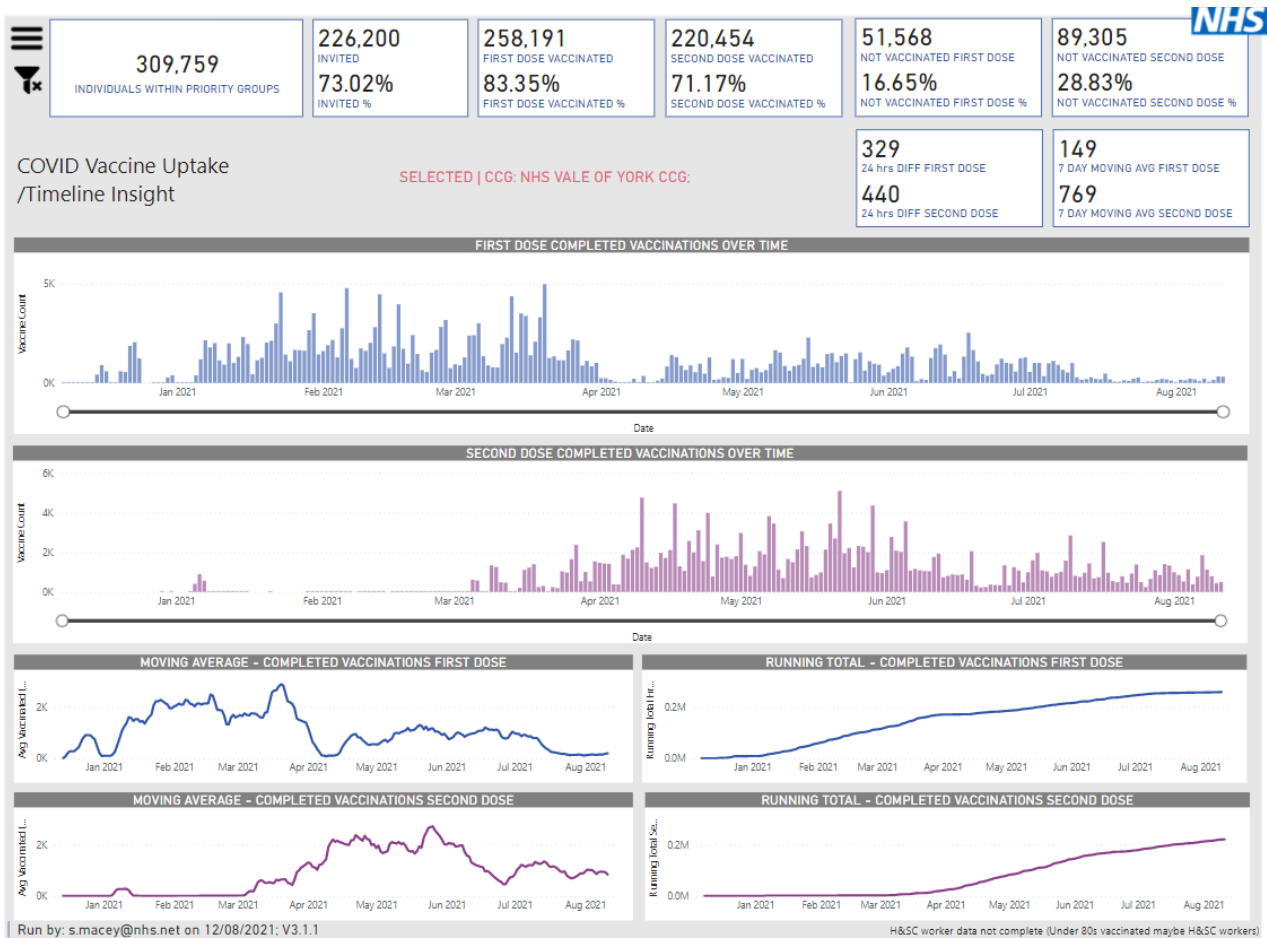 NHS
309,759
INDIVIDUALS WITHIN PRIORITY GROUPS
226,200
INVITED
73.02%
INVITED %
258,191
FIRST DOSE VACCINATED
83.35%
FIRST DOSE VACCINATED %
220,454
SECOND DOSE VACCINATED
71.17%
SECOND DOSE VACCINATED %
51,568
NOT VACCINATED FIRST DOSE
16.65%
NOT VACCINATED FIRST DOSE %
89,305
NOT VACCINATED SECOND DOSE
28.83%
NOT VACCINATED SECOND DOSE %
COVID Vaccine Uptake
/Timeline Insight
SELECTED | CCG: NHS VALE OF YORK CCG;
329
24 hrs DIFF FIRST DOSE
440
24 hrs DIFF SECOND DOSE
149
7 DAY MOVING AVG FIRST DOSE
769
7 DAY MOVING AVG SECOND DOSE
FIRST DOSE COMPLETED VACCINATIONS OVER TIME
Vaccine Count
5K
0K
Jan 2021 Feb 2021 Mar 2021 Apr 2021 May 2021 Jun 2021 Jul 2021 Aug 2021
Date
SECOND DOSE COMPLETED VACCINATIONS OVER TIME
Vaccine Count
6K
4K
2K
0K
Jan 2021 Feb 2021 Mar 2021 Apr 2021 May 2021 Jun 2021 Jul 2021 Aug 2021
Date
MOVING AVERAGE - COMPLETED VACCINATIONS FIRST DOSE
Avg Vaccinated L...
2K
0K
Jan 2021 Feb 2021 Mar 2021 Apr 2021 May 2021 Jun 2021 Jul 2021 Aug 2021
RUNNING TOTAL - COMPLETED VACCINATIONS FIRST DOSE
Running Total Fir...
0.2M
0.0M
Jan 2021 Feb 2021 Mar 2021 Apr 2021 May 2021 Jun 2021 Jul 2021 Aug 2021
MOVING AVERAGE - COMPLETED VACCINATIONS SECOND DOSE
Avg Vaccinated L...
2K
0K
Jan 2021 Feb 2021 Mar 2021 Apr 2021 May 2021 Jun 2021 Jul 2021 Aug 2021
RUNNING TOTAL - COMPLETED VACCINATIONS SECOND DOSE
Running Total Se...
0.2M
0.0M
Jan 2021 Feb 2021 Mar 2021 Apr 2021 May 2021 Jun 2021 Jul 2021 Aug 2021
Run by: s.macey@nhs.net on 12/08/2021; V3.1.1
H&SC worker data not complete (Under 80s vaccinated maybe H&SC workers)